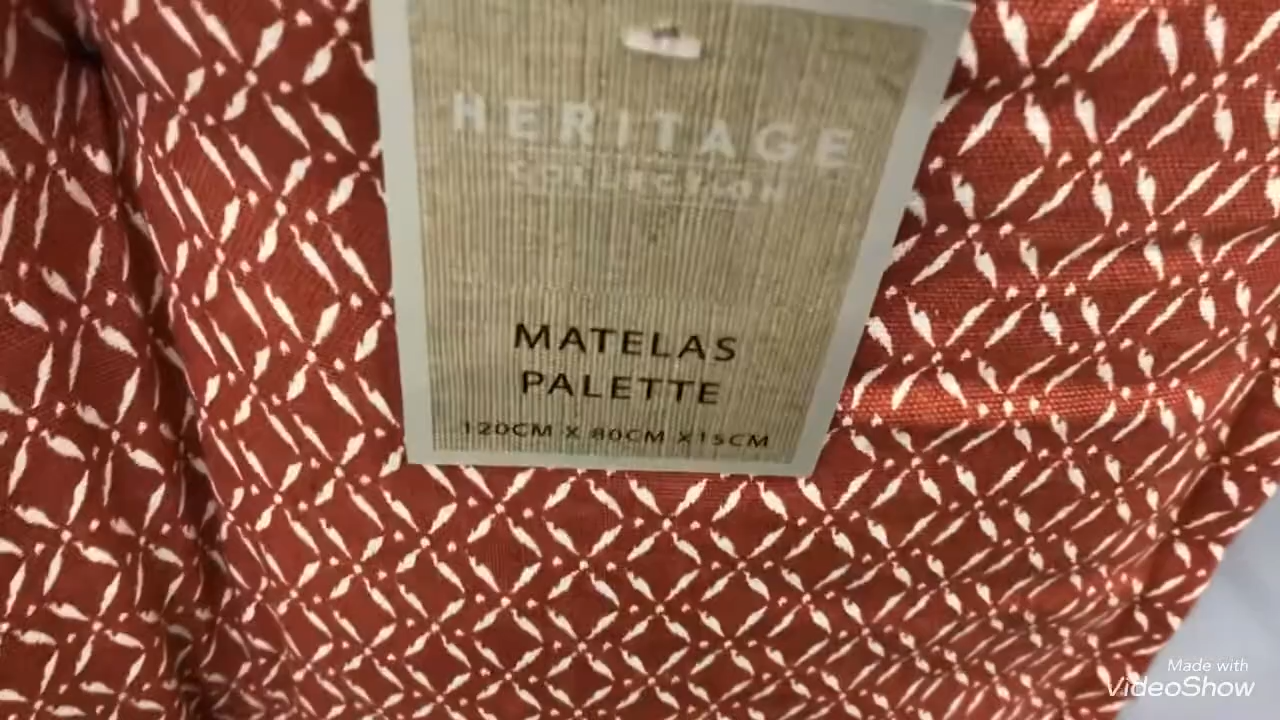 HERITAGE
COLLECTION
MATELAS
PALETTE
120CM X 80CM X15CM
Made with
VideoShow